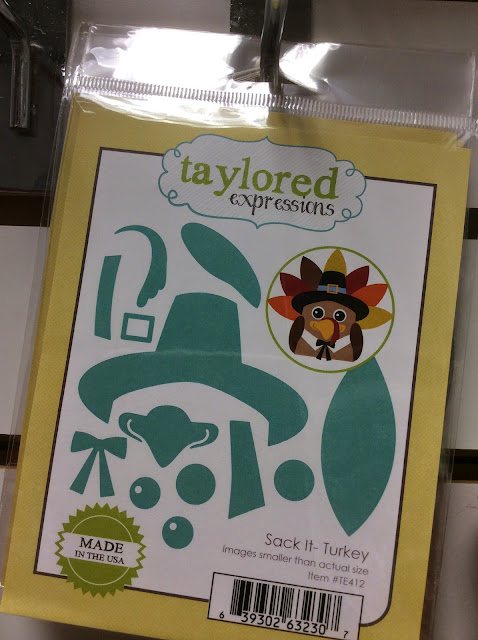 taylored
expressions
Sack It- Turkey
Images smaller than actual size
Item #TE412
MADE
IN THE USA
6 39302 63230 7